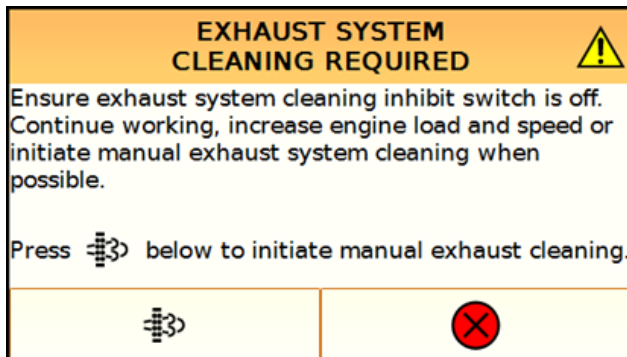 EXHAUST SYSTEM
CLEANING REQUIRED
Ensure exhaust system cleaning inhibit switch is off.
Continue working, increase engine load and speed or
initiate manual exhaust system cleaning when
possible.
Press below to initiate manual exhaust cleaning.